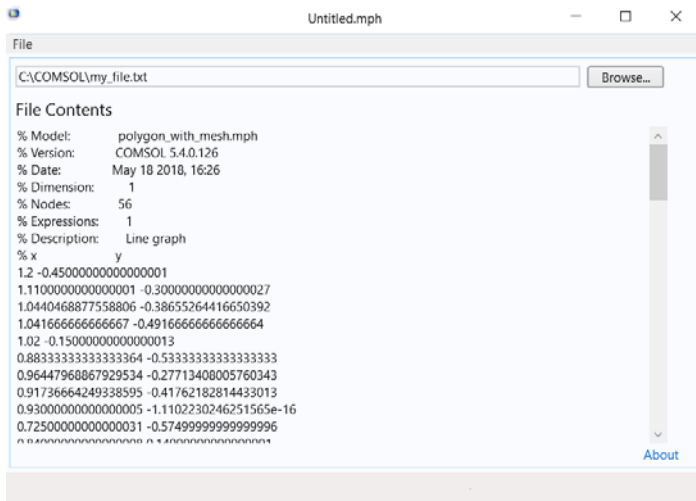 Untitled.mph
File
C:\COMSOL\my_file.txt
Browse...
File Contents
% Model: polygon_with_mesh.mph
% Version: COMSOL 5.4.0.126
% Date: May 18 2018, 16:26
% Dimension: 1
% Nodes: 56
% Expressions: 1
% Description: Line graph
% x y
1.2 -0.45000000000000001
1.1100000000000001 -0.30000000000000027
1.0440468877558806 -0.38655264416650392
1.041666666666667 -0.49166666666666664
1.02 -0.15000000000000013
0.88333333333333364 -0.53333333333333333
0.96447968867929534 -0.27713408005760343
0.91736664249338595 -0.41762182814433013
0.93000000000000005 -1.1102230246251565e-16
0.72500000000000031 -0.57499999999999996
About